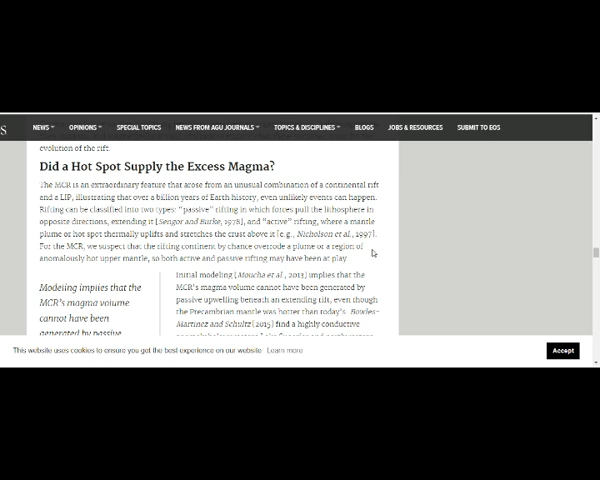 S
NEWS OPINIONS SPECIAL TOPICS NEWS FROM AGU JOURNALS TOPICS & DISCIPLINES BLOGS JOBS & RESOURCES SUBMIT TO EOS
evolution of the rift.
Did a Hot Spot Supply the Excess Magma?
The MCR is an extraordinary feature that arose from an unusual combination of a continental rift
and a LIP, illustrating that over a billion years of Earth history, even unlikely events can happen.
Rifting can be classified into two types: “passive” rifting in which forces pull the lithosphere in
opposite directions, extending it [Sengor and Burke, 1978], and “active” rifting, where a mantle
plume or hot spot thermally uplifts and stretches the crust above it [e.g., Nicholson et al., 1997].
For the MCR, we suspect that the rifting continent by chance overrode a plume or a region of
anomalously hot upper mantle, so both active and passive rifting may have been at play.
Modeling implies that the
MCR's magma volume
cannot have been
generated by passive
Initial modeling [Moucha et al., 2013] implies that the
MCR's magma volume cannot have been generated by
passive upwelling beneath an extending rift, even though
the Precambrian mantle was hotter than today's. Bowles-
Martinez and Schultz [2015] find a highly conductive
This website uses cookies to ensure you get the best experience on our website Learn more
Accept